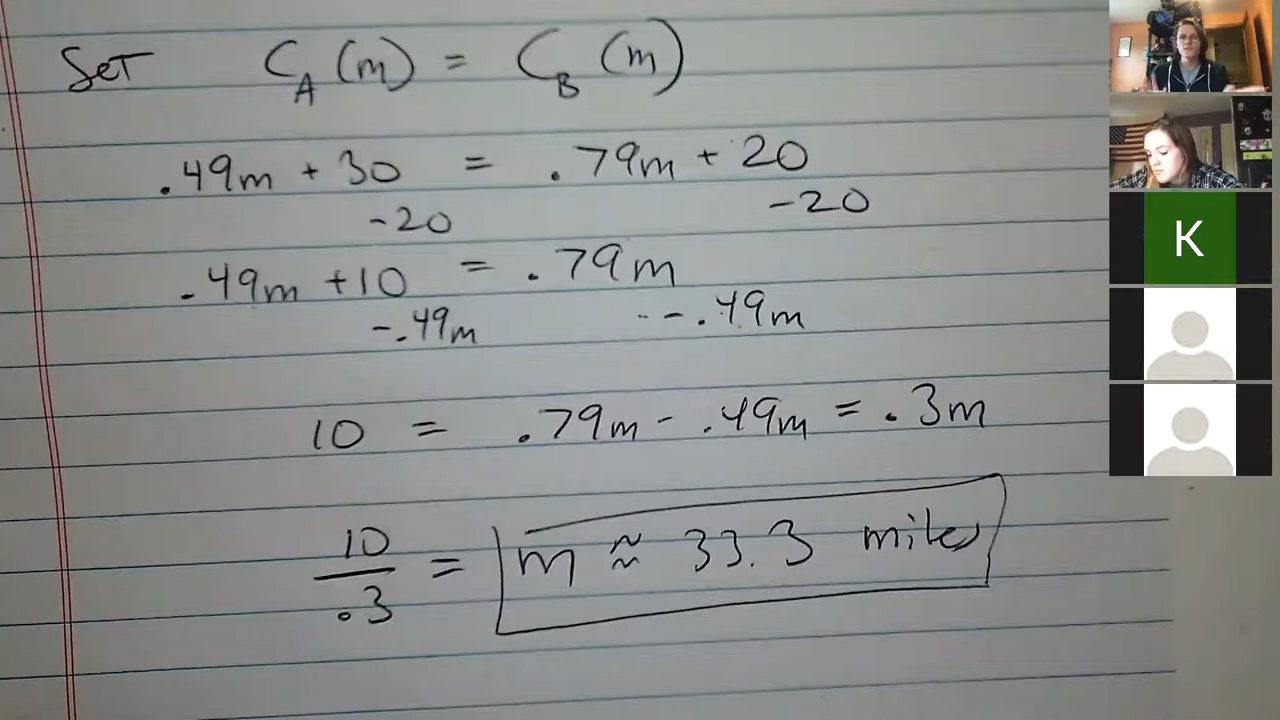 SET C_A (m) = C_B (m)
.49m + 30 = .79m + 20
-20 -20
.49m +10 = .79m
-.49m --.49m
10 = .79m - .49m = .3m
10/.3 = m ≈ 33.3 miles
K